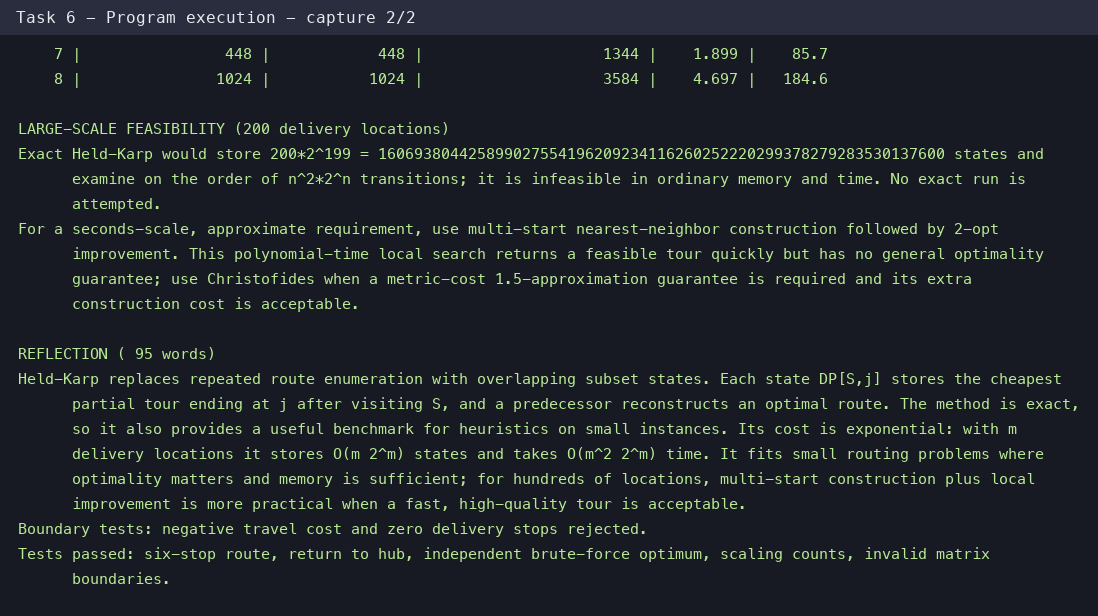 Task 6 — Program execution — capture 2/2
7 | 448 | 448 | 1344 | 1.899 | 85.7
8 | 1024 | 1024 | 3584 | 4.697 | 184.6
LARGE-SCALE FEASIBILITY (200 delivery locations)
Exact Held-Karp would store 200*2^199 = 160693804425899027554196209234116260252220299378279283530137600 states and
examine on the order of n^2*2^n transitions; it is infeasible in ordinary memory and time. No exact run is
attempted.
For a seconds-scale, approximate requirement, use multi-start nearest-neighbor construction followed by 2-opt
improvement. This polynomial-time local search returns a feasible tour quickly but has no general optimality
guarantee; use Christofides when a metric-cost 1.5-approximation guarantee is required and its extra
construction cost is acceptable.
REFLECTION ( 95 words)
Held-Karp replaces repeated route enumeration with overlapping subset states. Each state DP[S,j] stores the cheapest
partial tour ending at j after visiting S, and a predecessor reconstructs an optimal route. The method is exact,
so it also provides a useful benchmark for heuristics on small instances. Its cost is exponential: with m
delivery locations it stores O(m 2^m) states and takes O(m^2 2^m) time. It fits small routing problems where
optimality matters and memory is sufficient; for hundreds of locations, multi-start construction plus local
improvement is more practical when a fast, high-quality tour is acceptable.
Boundary tests: negative travel cost and zero delivery stops rejected.
Tests passed: six-stop route, return to hub, independent brute-force optimum, scaling counts, invalid matrix
boundaries.